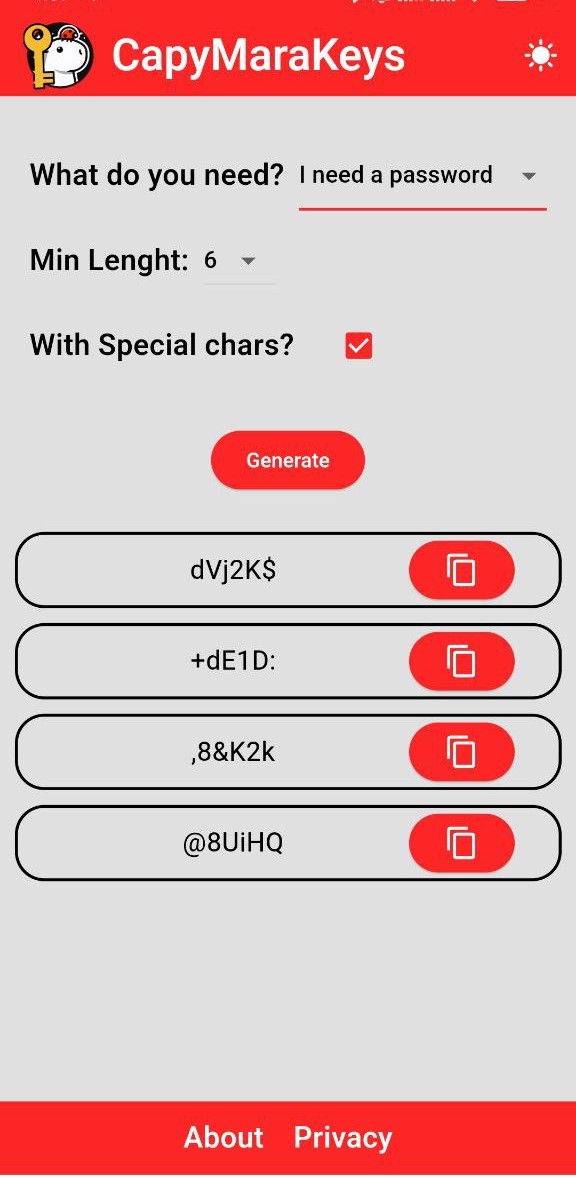 CapyMaraKeys
What do you need? I need a password
Min Lenght: 6
With Special chars?
Generate
dVj2K$
+dE1D:
,8&K2k
@8UiHQ
About Privacy